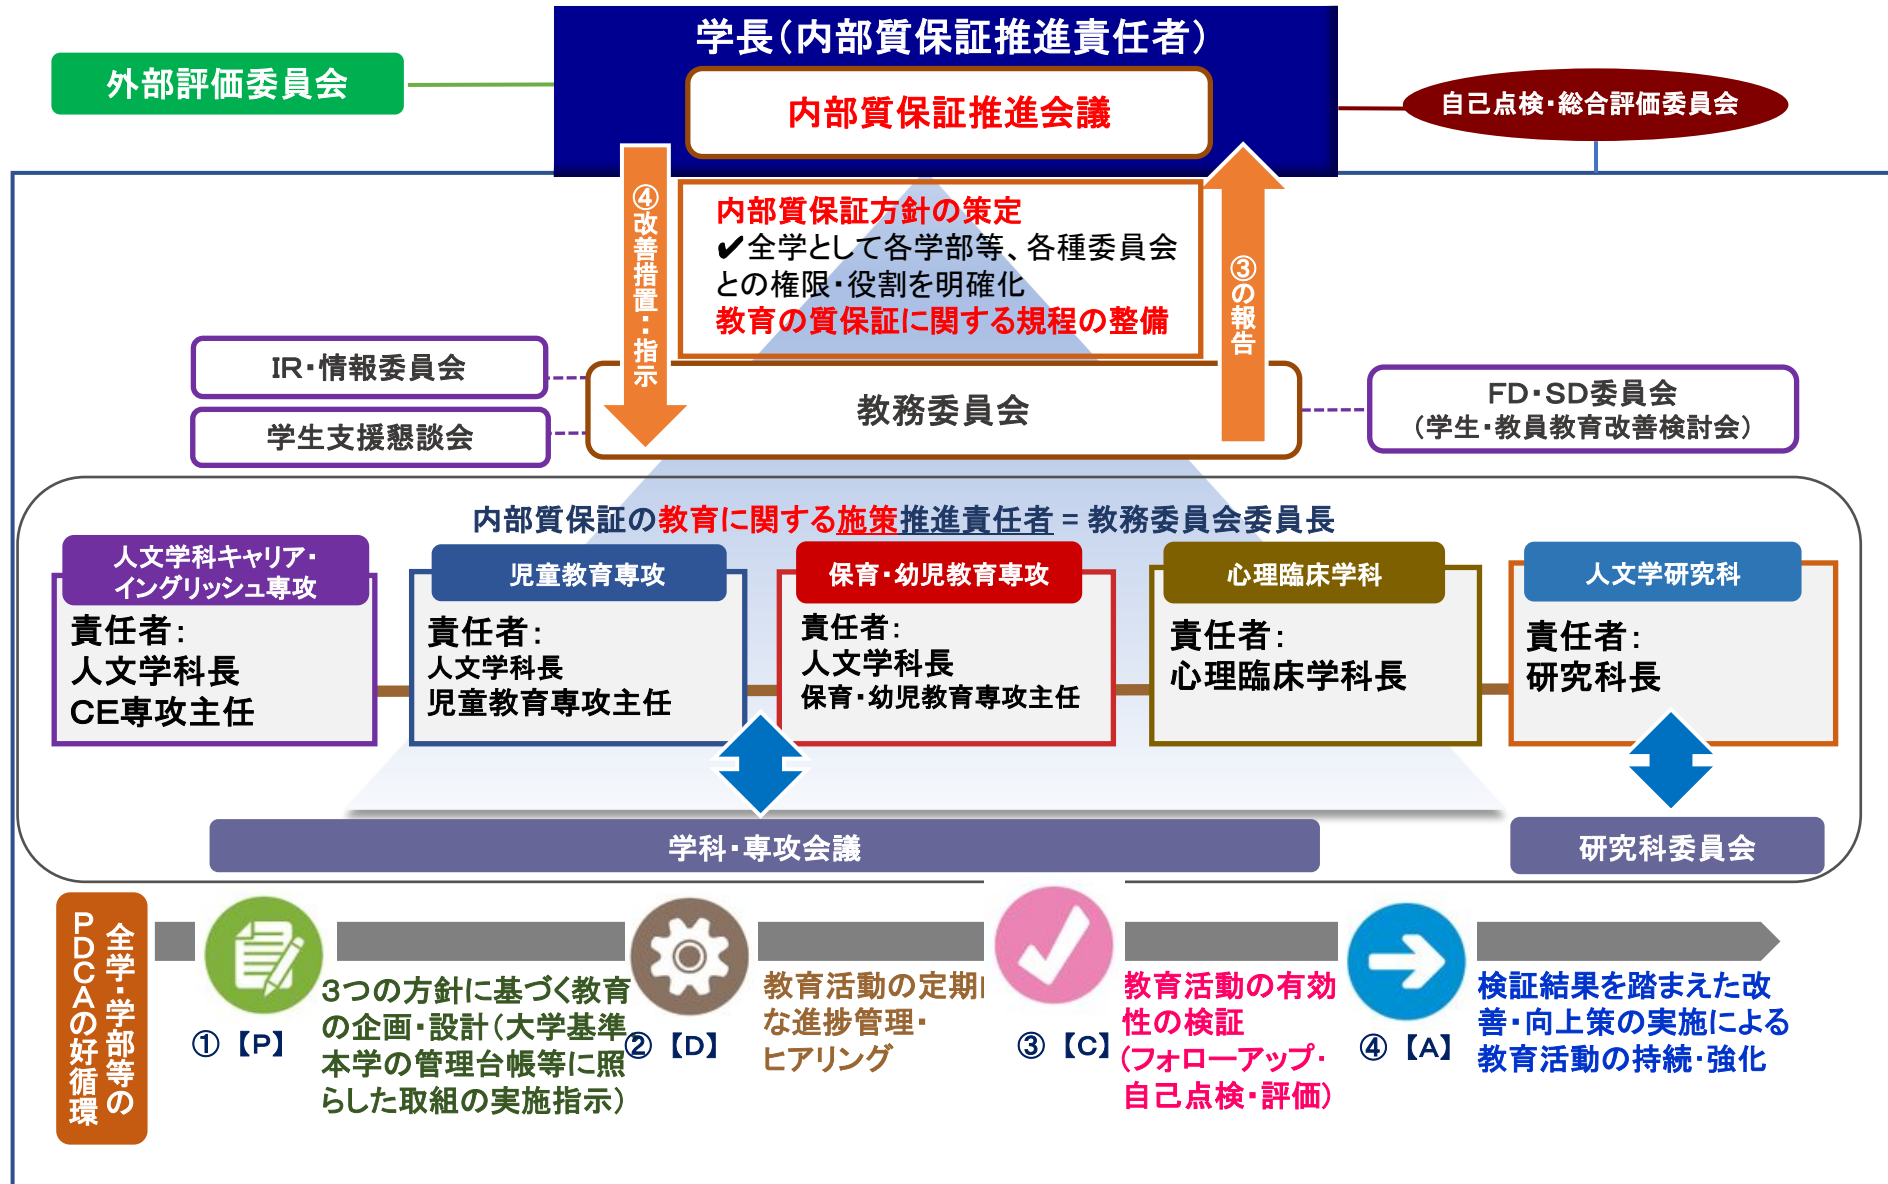 学長（内部質保証推進責任者）
外部評価委員会
内部質保証推進会議
自己点検・総合評価委員会
④改善措置・・・指示
内部質保証方針の策定
✔全学として各学部等、各種委員会
との権限・役割を明確化
教育の質保証に関する規程の整備
③の報告
IR・情報委員会
学生支援懇談会
教務委員会
FD・SD委員会
（学生・教員教育改善検討会）
内部質保証の教育に関する施策推進責任者 = 教務委員会委員長
人文学科キャリア・
イングリッシュ専攻
責任者：
人文学科長
CE専攻主任
児童教育専攻
責任者：
人文学科長
児童教育専攻主任
保育・幼児教育専攻
責任者：
人文学科長
保育・幼児教育専攻主任
心理臨床学科
責任者：
心理臨床学科長
人文学研究科
責任者：
研究科長
学科・専攻会議
研究科委員会
全学・学部等の
PDCAの好循環
①【P】
3つの方針に基づく教育
の企画・設計（大学基準
本学の管理台帳等に照
らした取組の実施指示）
②【D】
教育活動の定期
な進捗管理・
ヒアリング
③【C】
教育活動の有効
性の検証
（フォローアップ・
自己点検・評価）
④【A】
検証結果を踏まえた改
善・向上策の実施による
教育活動の持続・強化